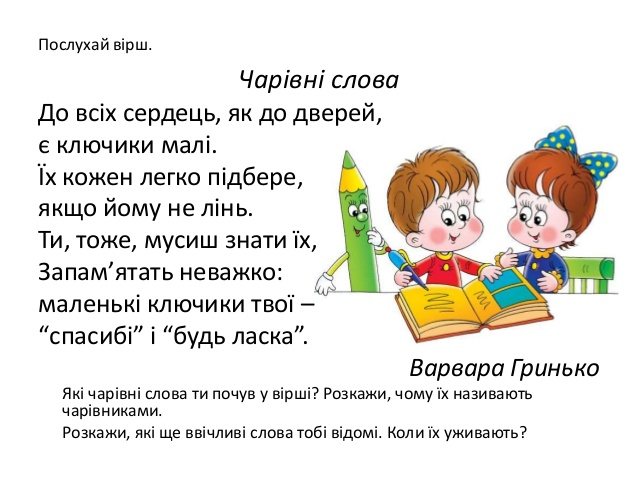 Послухай вірш.
Чарівні слова
До всіх сердець, як до дверей,
є ключики малі.
Їх кожен легко підбере,
якщо йому не лінь.
Ти, тоже, мусиш знати їх,
Запам’ятать неважко:
маленькі ключики твої –
“спасибі” і “будь ласка”.
Варвара Гринько
Які чарівні слова ти почув у вірші? Розкажи, чому їх називають
чарівниками.
Розкажи, які ще ввічливі слова тобі відомі. Коли їх уживають?